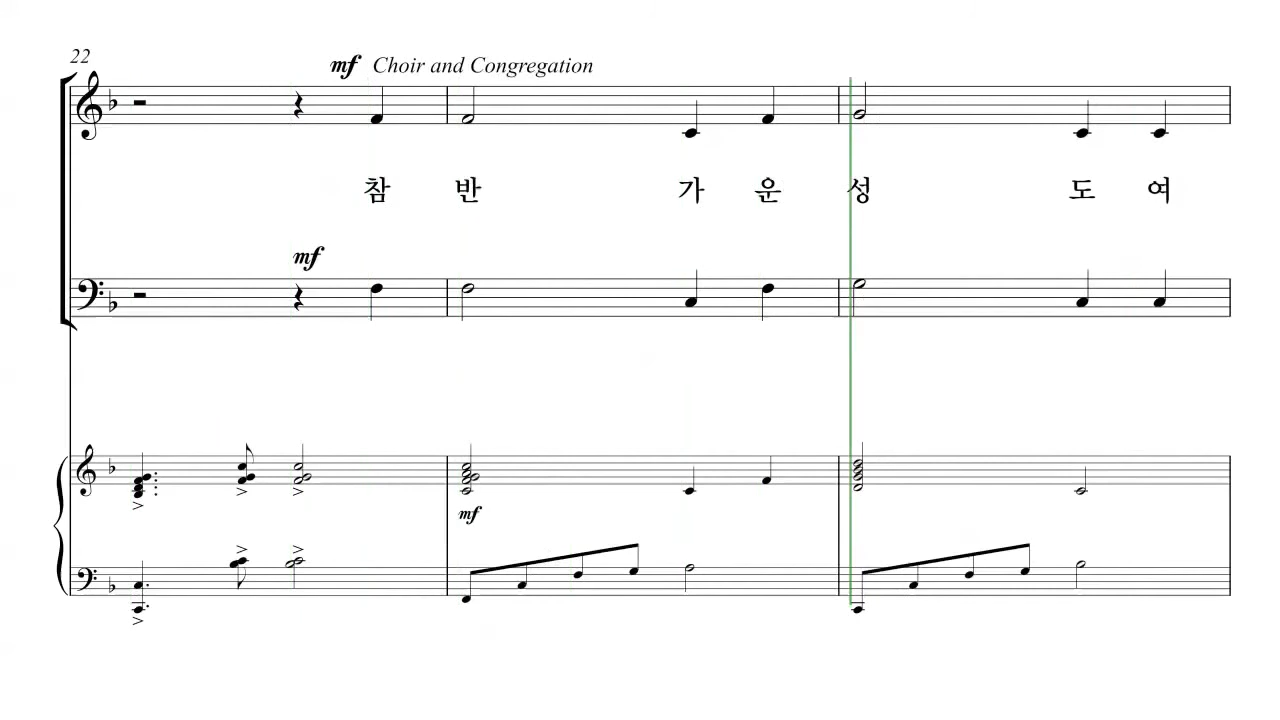 22
mf Choir and Congregation
참 반 가 운 성 도 여
mf
mf